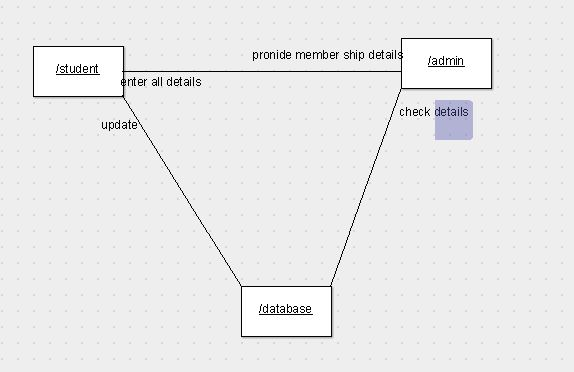 pronide member ship details
/student
/admin
enter all details
check details
update
/database